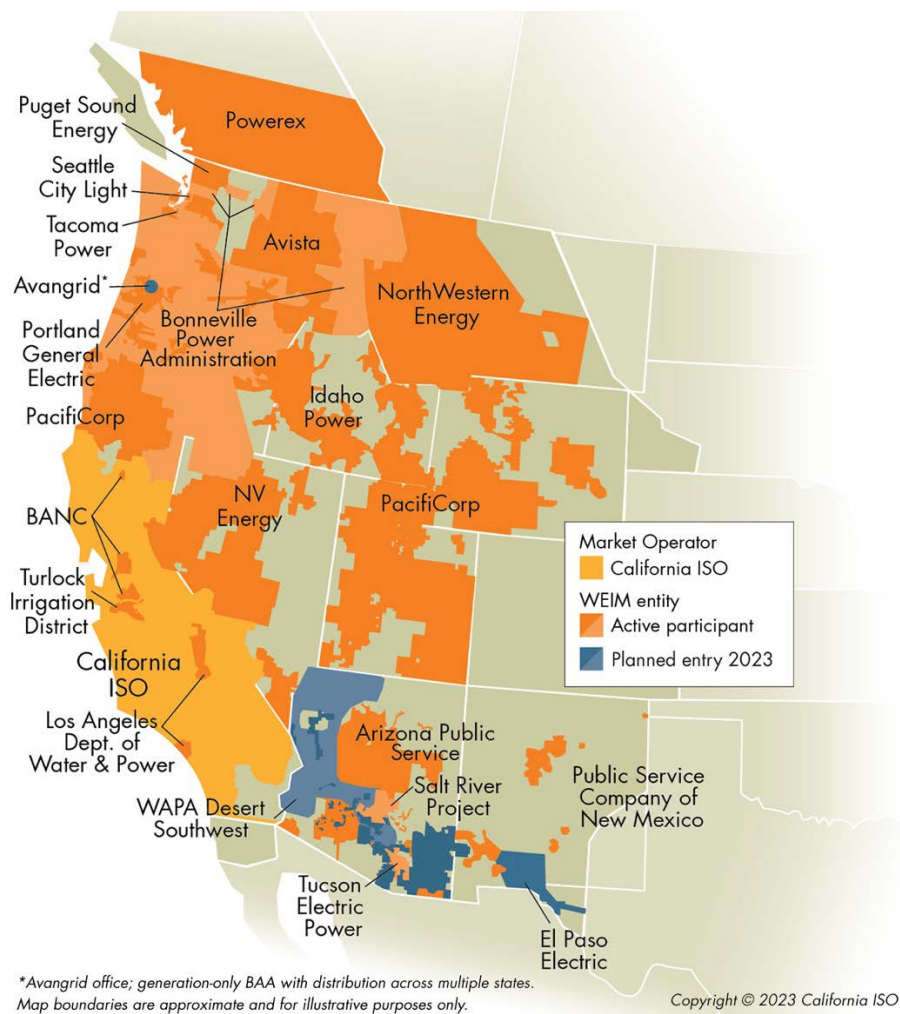 Puget Sound
Energy
Powerex
Seattle
City Light
Tacoma
Power
Avista
Avangrid*
NorthWestern
Energy
Bonneville
Power
Administration
Portland
General
Electric
Idaho
Power
PacifiCorp
NV
Energy
PacifiCorp
BANC
Market Operator
California ISO
WEIM entity
Active participant
Planned entry 2023
Turlock
Irrigation
District
California
ISO
Los Angeles
Dept. of
Water & Power
Arizona Public
Service
Salt River
Project
Public Service
Company of
New Mexico
WAPA Desert
Southwest
Tucson
Electric
Power
El Paso
Electric
*Avangrid office; generation-only BAA with distribution across multiple states.
Map boundaries are approximate and for illustrative purposes only.
Copyright © 2023 California ISO